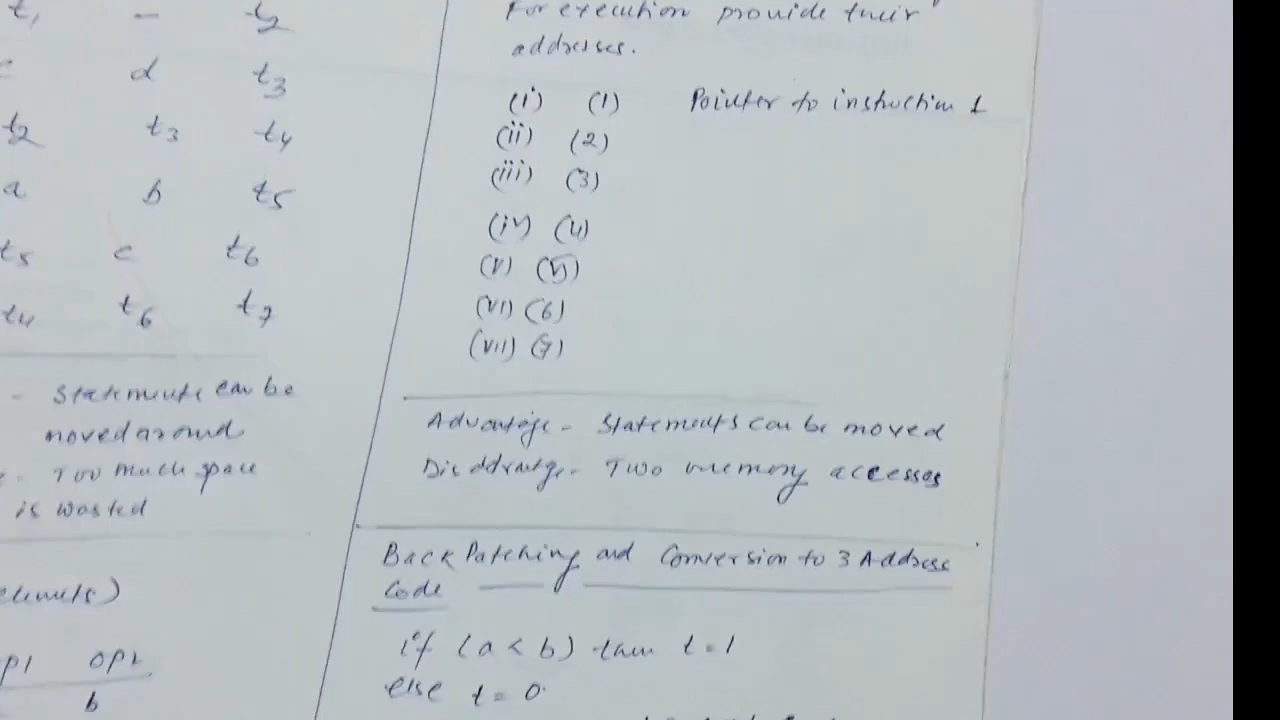 t1 - t2
c d t3
t2 t3 t4
a b t5
t5 c t6
t4 t6 t7
- Statements can be
moved around
- Too much space
is wasted
op1 op2
b
For execution provide their
addresses.
(i) (1) Pointer to instruction 1
(ii) (2)
(iii) (3)
(iv) (4)
(v) (5)
(vi) (6)
(vii) (7)
Advantage - Statements can be moved
Disddvantge - Two memory accesses
Back Patching and Conversion to 3 Address
Code
if (a < b) then t = 1
else t = 0